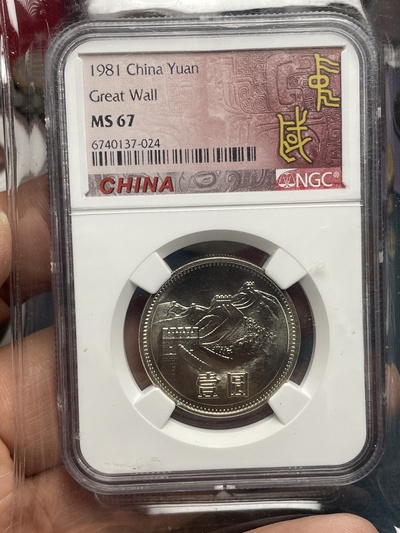 1981 China Yuan
Great Wall
MS 67
6740137-024
CHINA
NGC®
壹圆